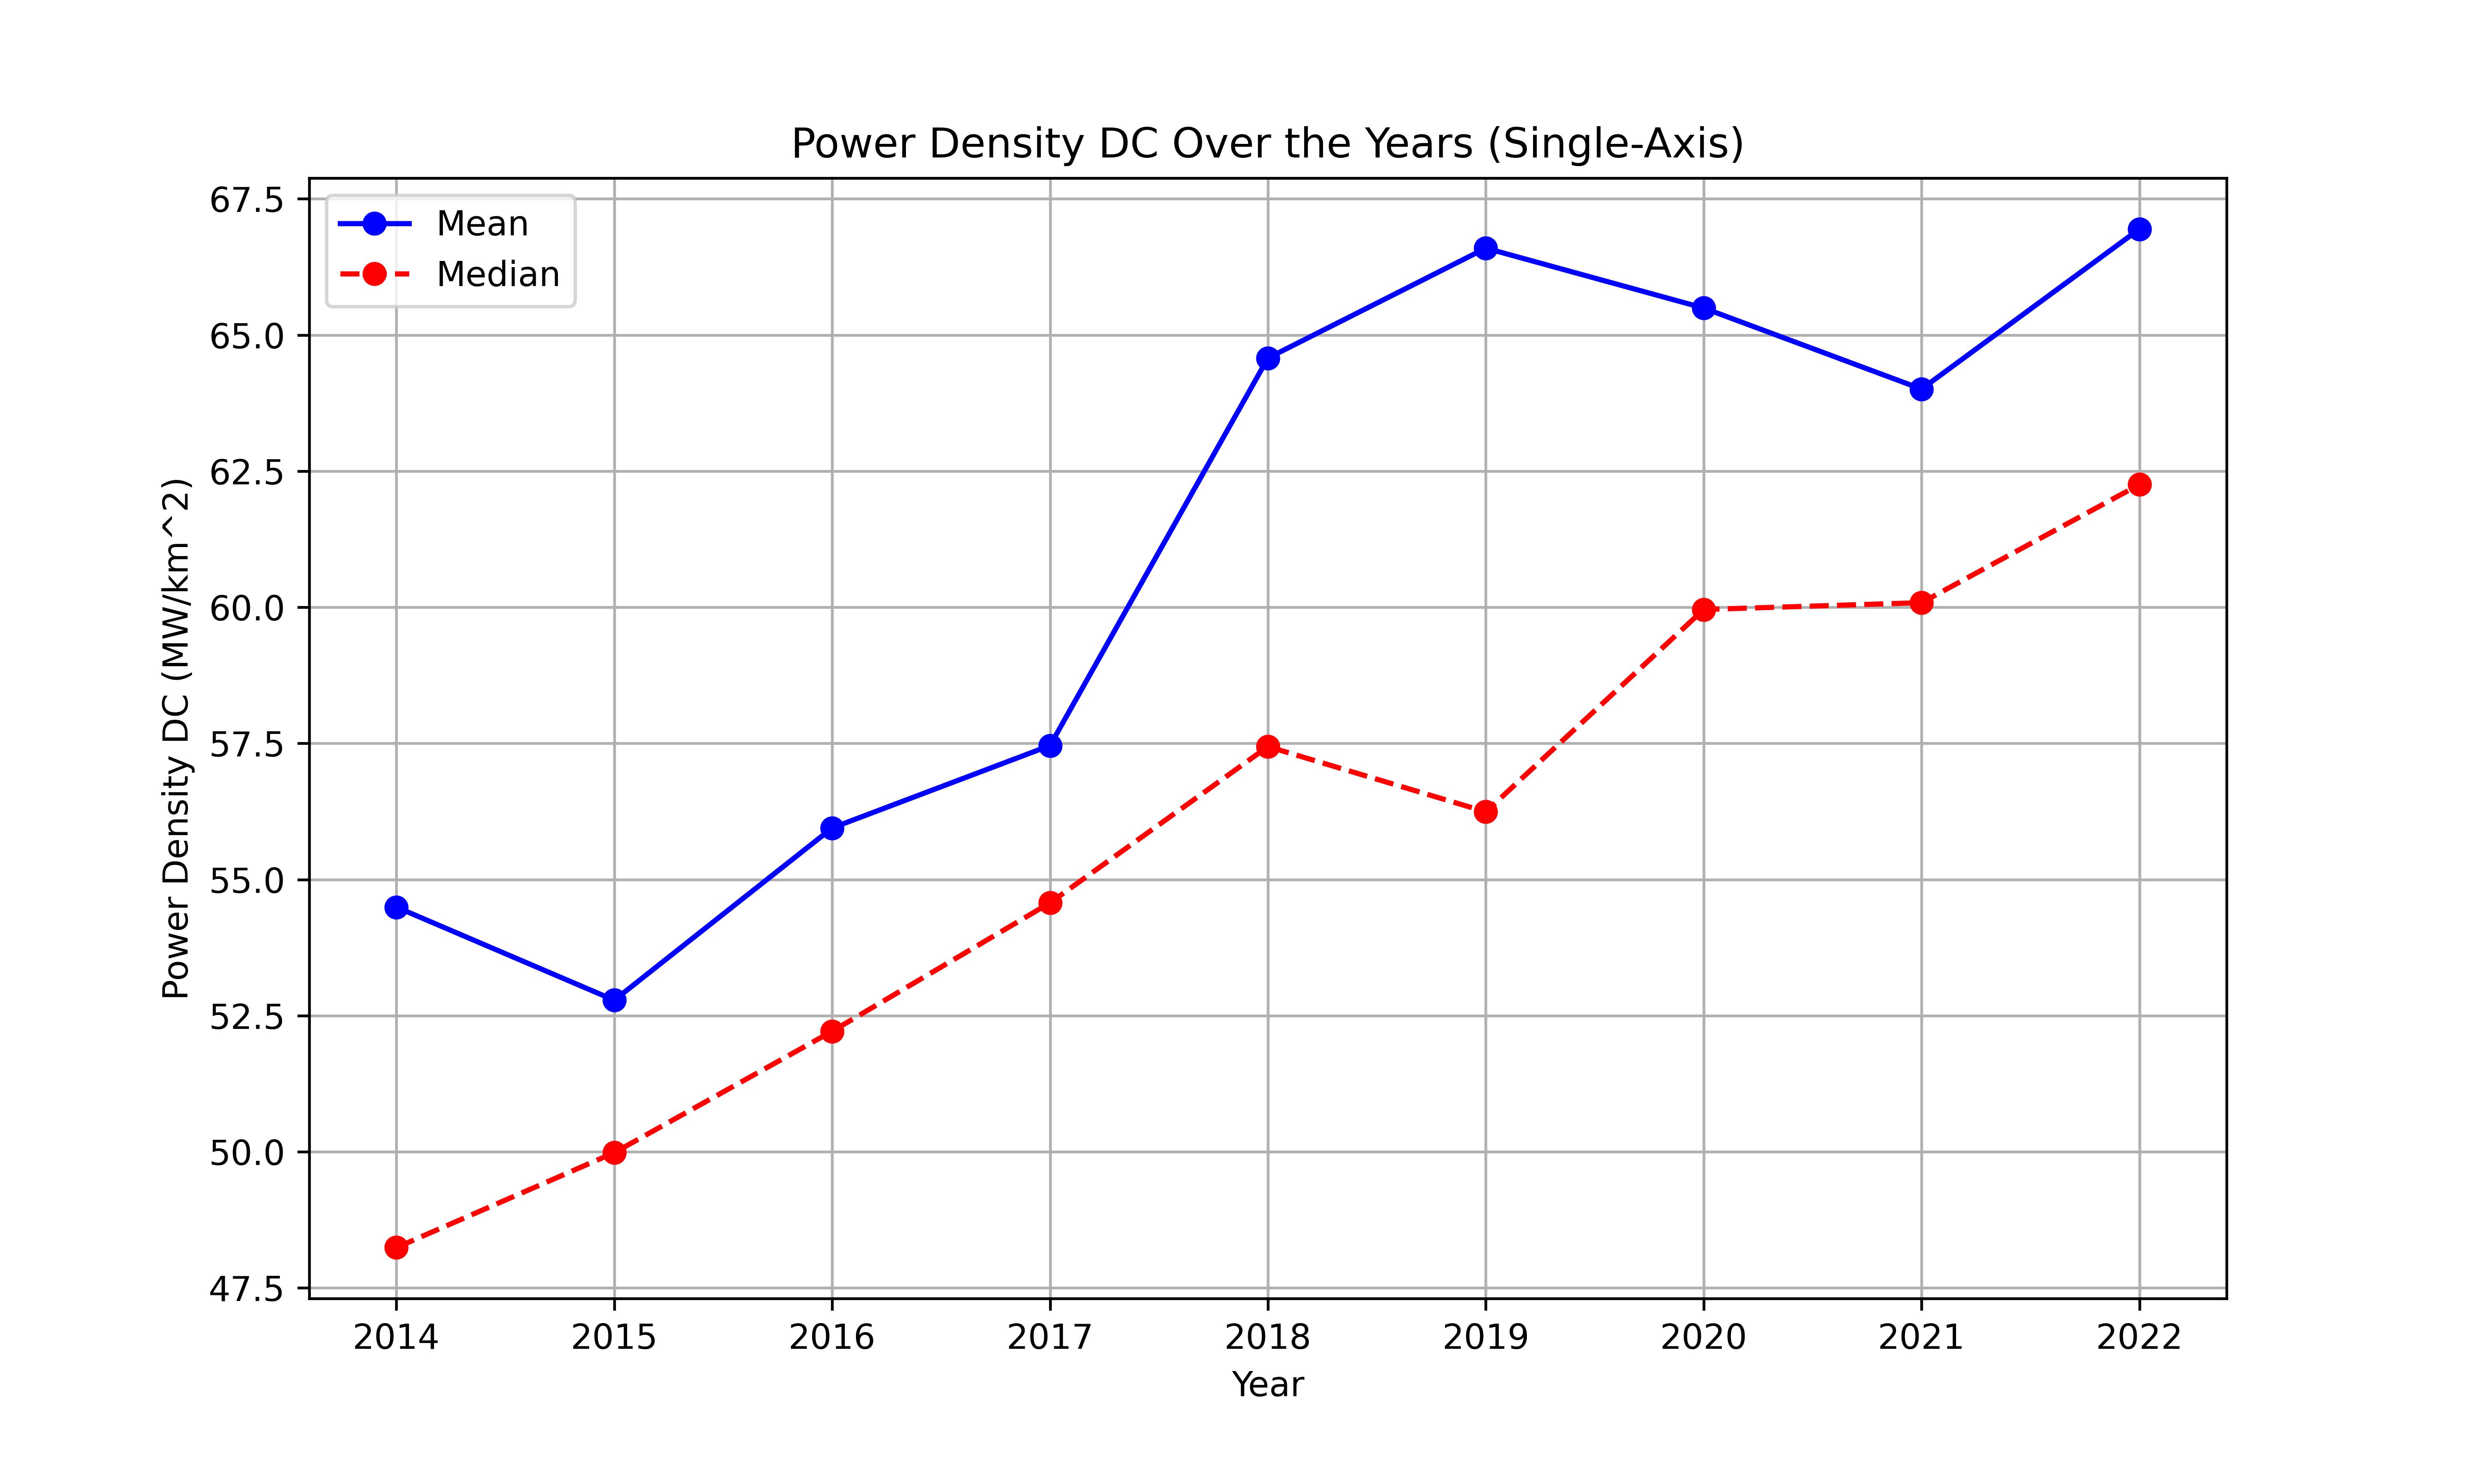 Power Density DC Over the Years (Single-Axis)
Mean
Median
Power Density DC (MW/km^2)
67.5
65.0
62.5
60.0
57.5
55.0
52.5
50.0
47.5
2014 2015 2016 2017 2018 2019 2020 2021 2022
Year